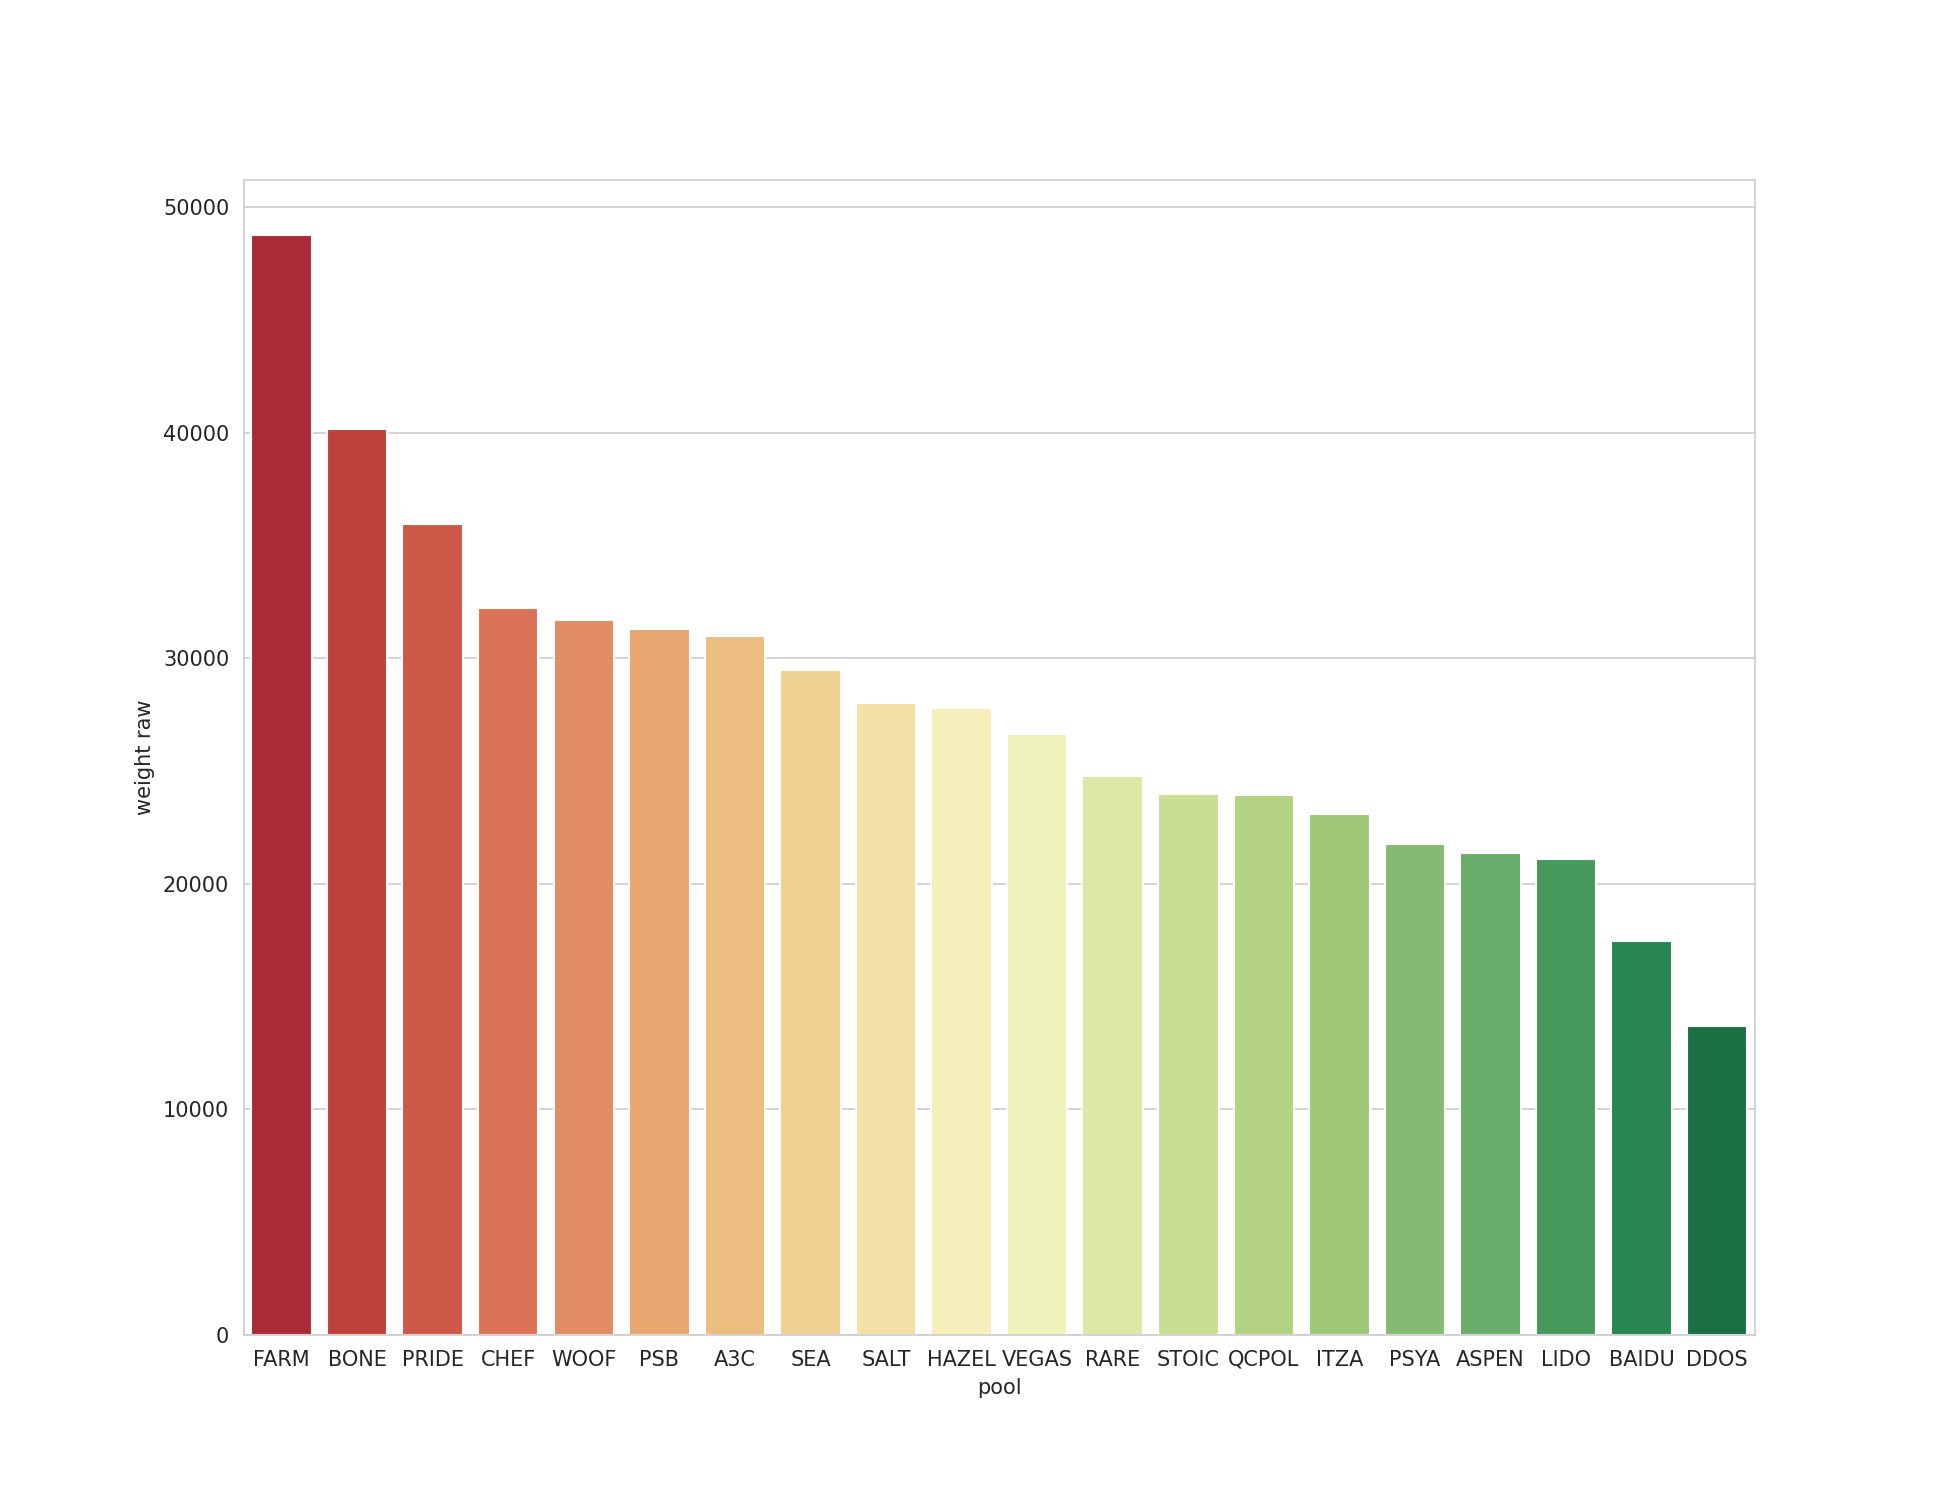 50000
40000
30000
20000
10000
0
weight raw
FARM BONE PRIDE CHEF WOOF PSB A3C SEA SALT HAZEL VEGAS RARE STOIC QCPOL ITZA PSYA ASPEN LIDO BAIDU DDOS
pool